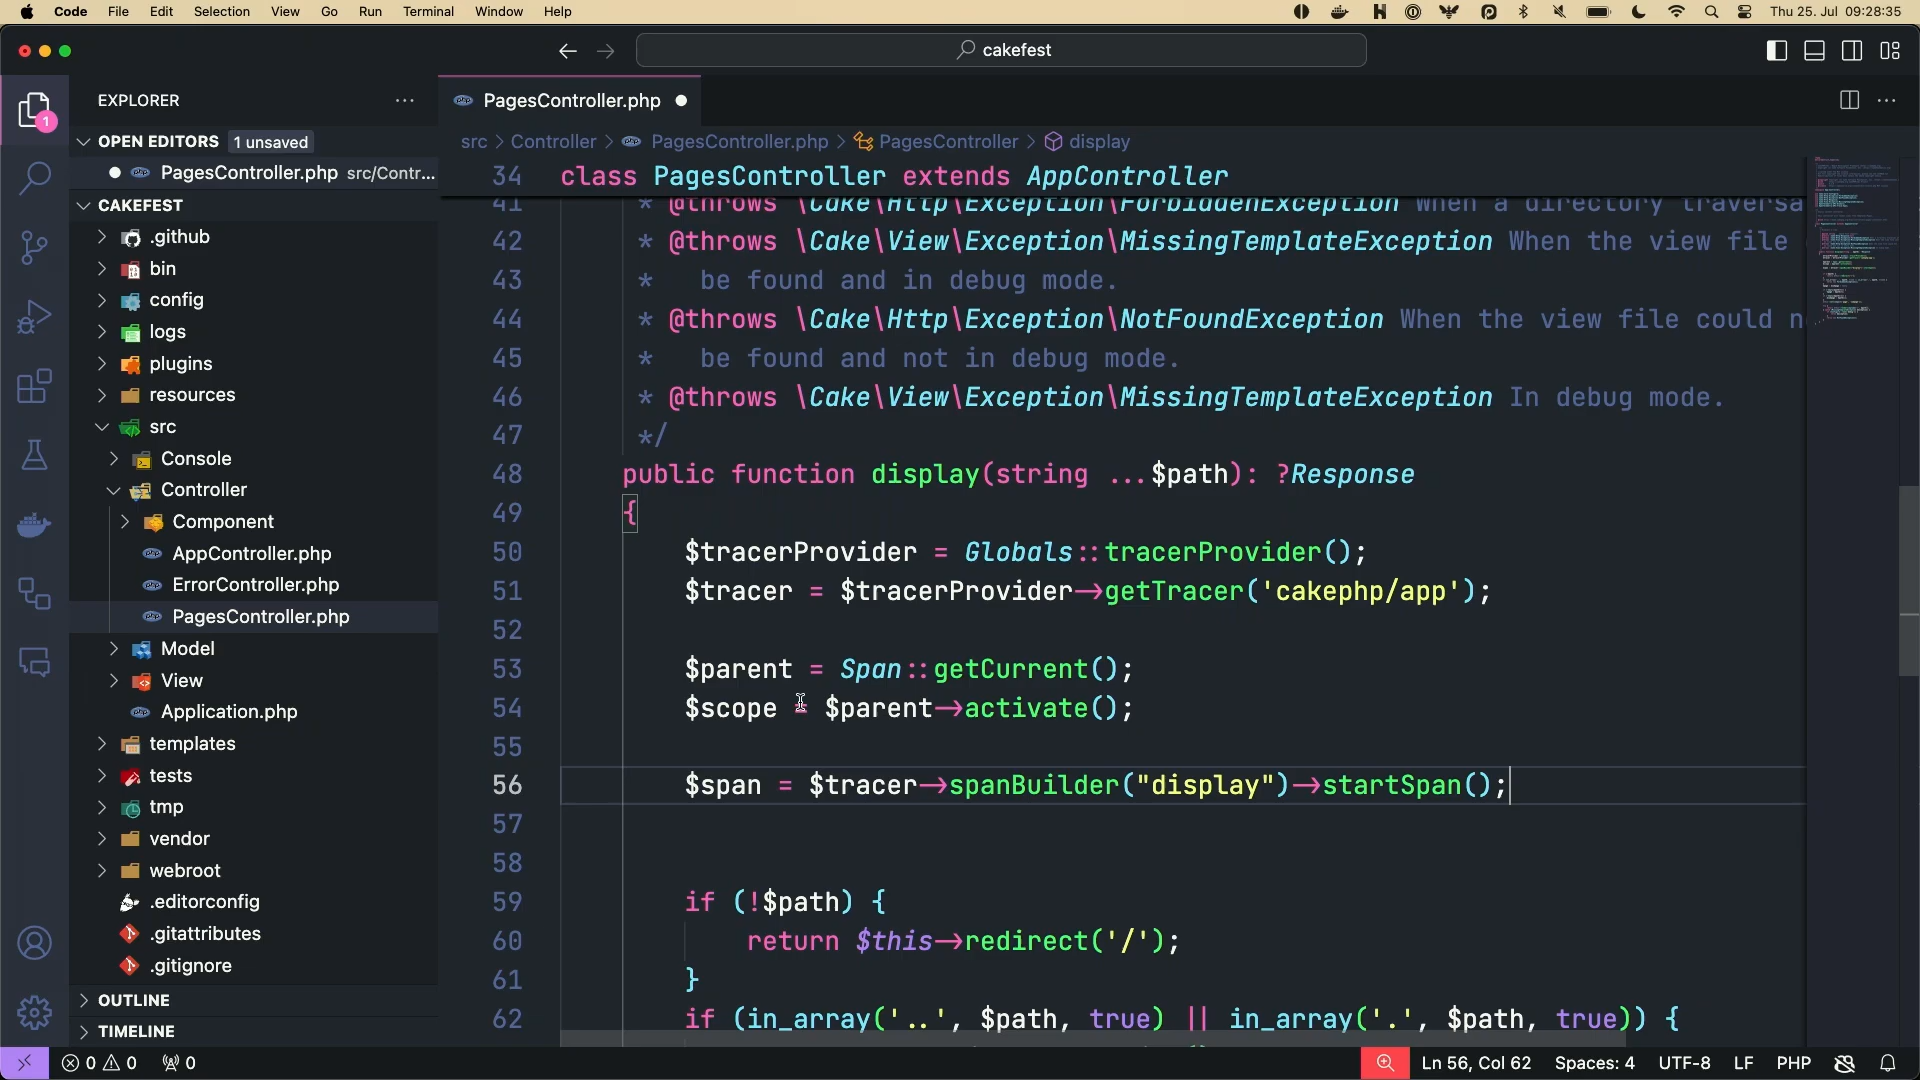 Code File Edit Selection View Go Run Terminal Window Help
Thu 25. Jul 09:28:35
cakefest
EXPLORER
OPEN EDITORS 1 unsaved
PagesController.php src/Contr...
CAKEFEST
.github
bin
config
logs
plugins
resources
src
Console
Controller
Component
AppController.php
ErrorController.php
PagesController.php
Model
View
Application.php
templates
tests
tmp
vendor
webroot
.editorconfig
.gitattributes
.gitignore
OUTLINE
TIMELINE
PagesController.php
src > Controller > PagesController.php > PagesController > display
34 class PagesController extends AppController
41 * @throws \Cake\Http\Exception\ForbiddenException When a directory traversa
42 * @throws \Cake\View\Exception\MissingTemplateException When the view file
43 * be found and in debug mode.
44 * @throws \Cake\Http\Exception\NotFoundException When the view file could n
45 * be found and not in debug mode.
46 * @throws \Cake\View\Exception\MissingTemplateException In debug mode.
47 */
48 public function display(string ...$path): ?Response
49 {
50 $tracerProvider = Globals::tracerProvider();
51 $tracer = $tracerProvider->getTracer('cakephp/app');
52
53 $parent = Span::getCurrent();
54 $scope = $parent->activate();
55
56 $span = $tracer->spanBuilder("display")->startSpan();
57
58
59 if (!$path) {
60 return $this->redirect('/');
61 }
62 if (in_array('..', $path, true) || in_array('.', $path, true)) {
0 0 0
Ln 56, Col 62 Spaces: 4 UTF-8 LF PHP